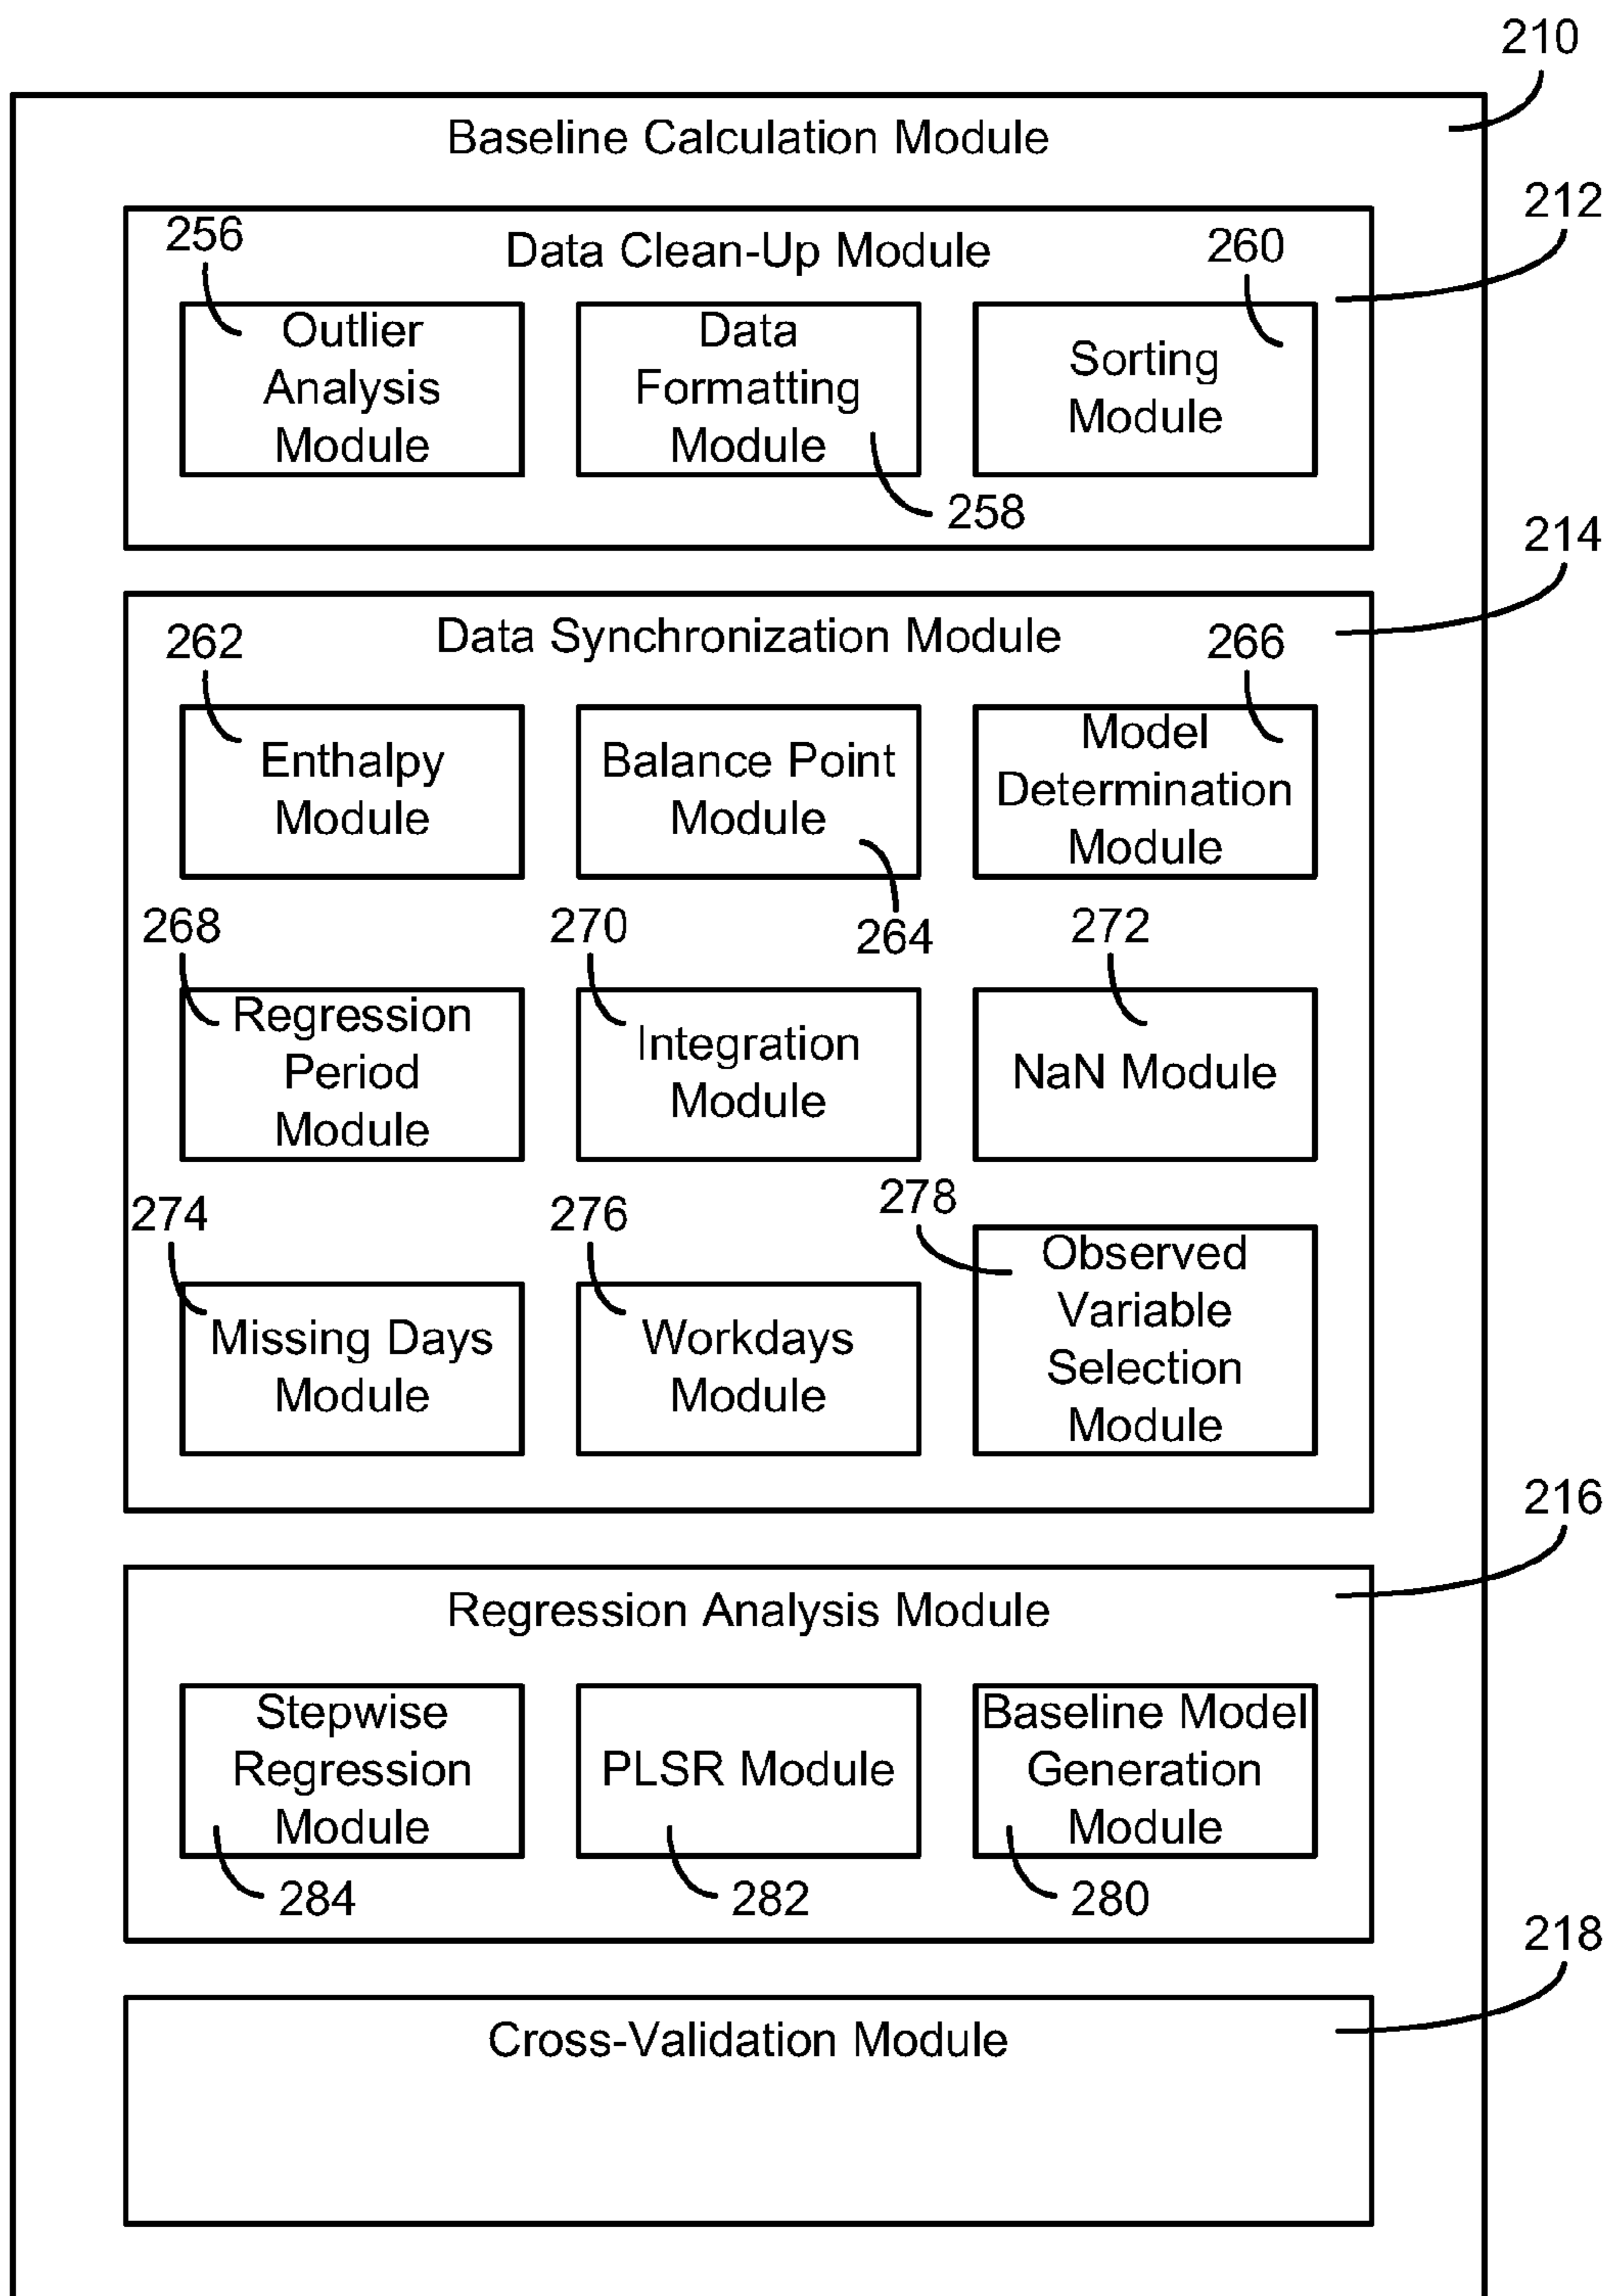 210
Baseline Calculation Module
212
256
Data Clean-Up Module
260
Outlier
Analysis
Module
Data
Formatting
Module
Sorting
Module
258
214
262
Data Synchronization Module
266
Enthalpy
Module
Balance Point
Module
Model
Determination
Module
264
268
270
272
Regression
Period
Module
Integration
Module
NaN Module
274
276
278
Missing Days
Module
Workdays
Module
Observed
Variable
Selection
Module
216
Regression Analysis Module
Stepwise
Regression
Module
PLSR Module
Baseline Model
Generation
Module
284
282
280
218
Cross-Validation Module